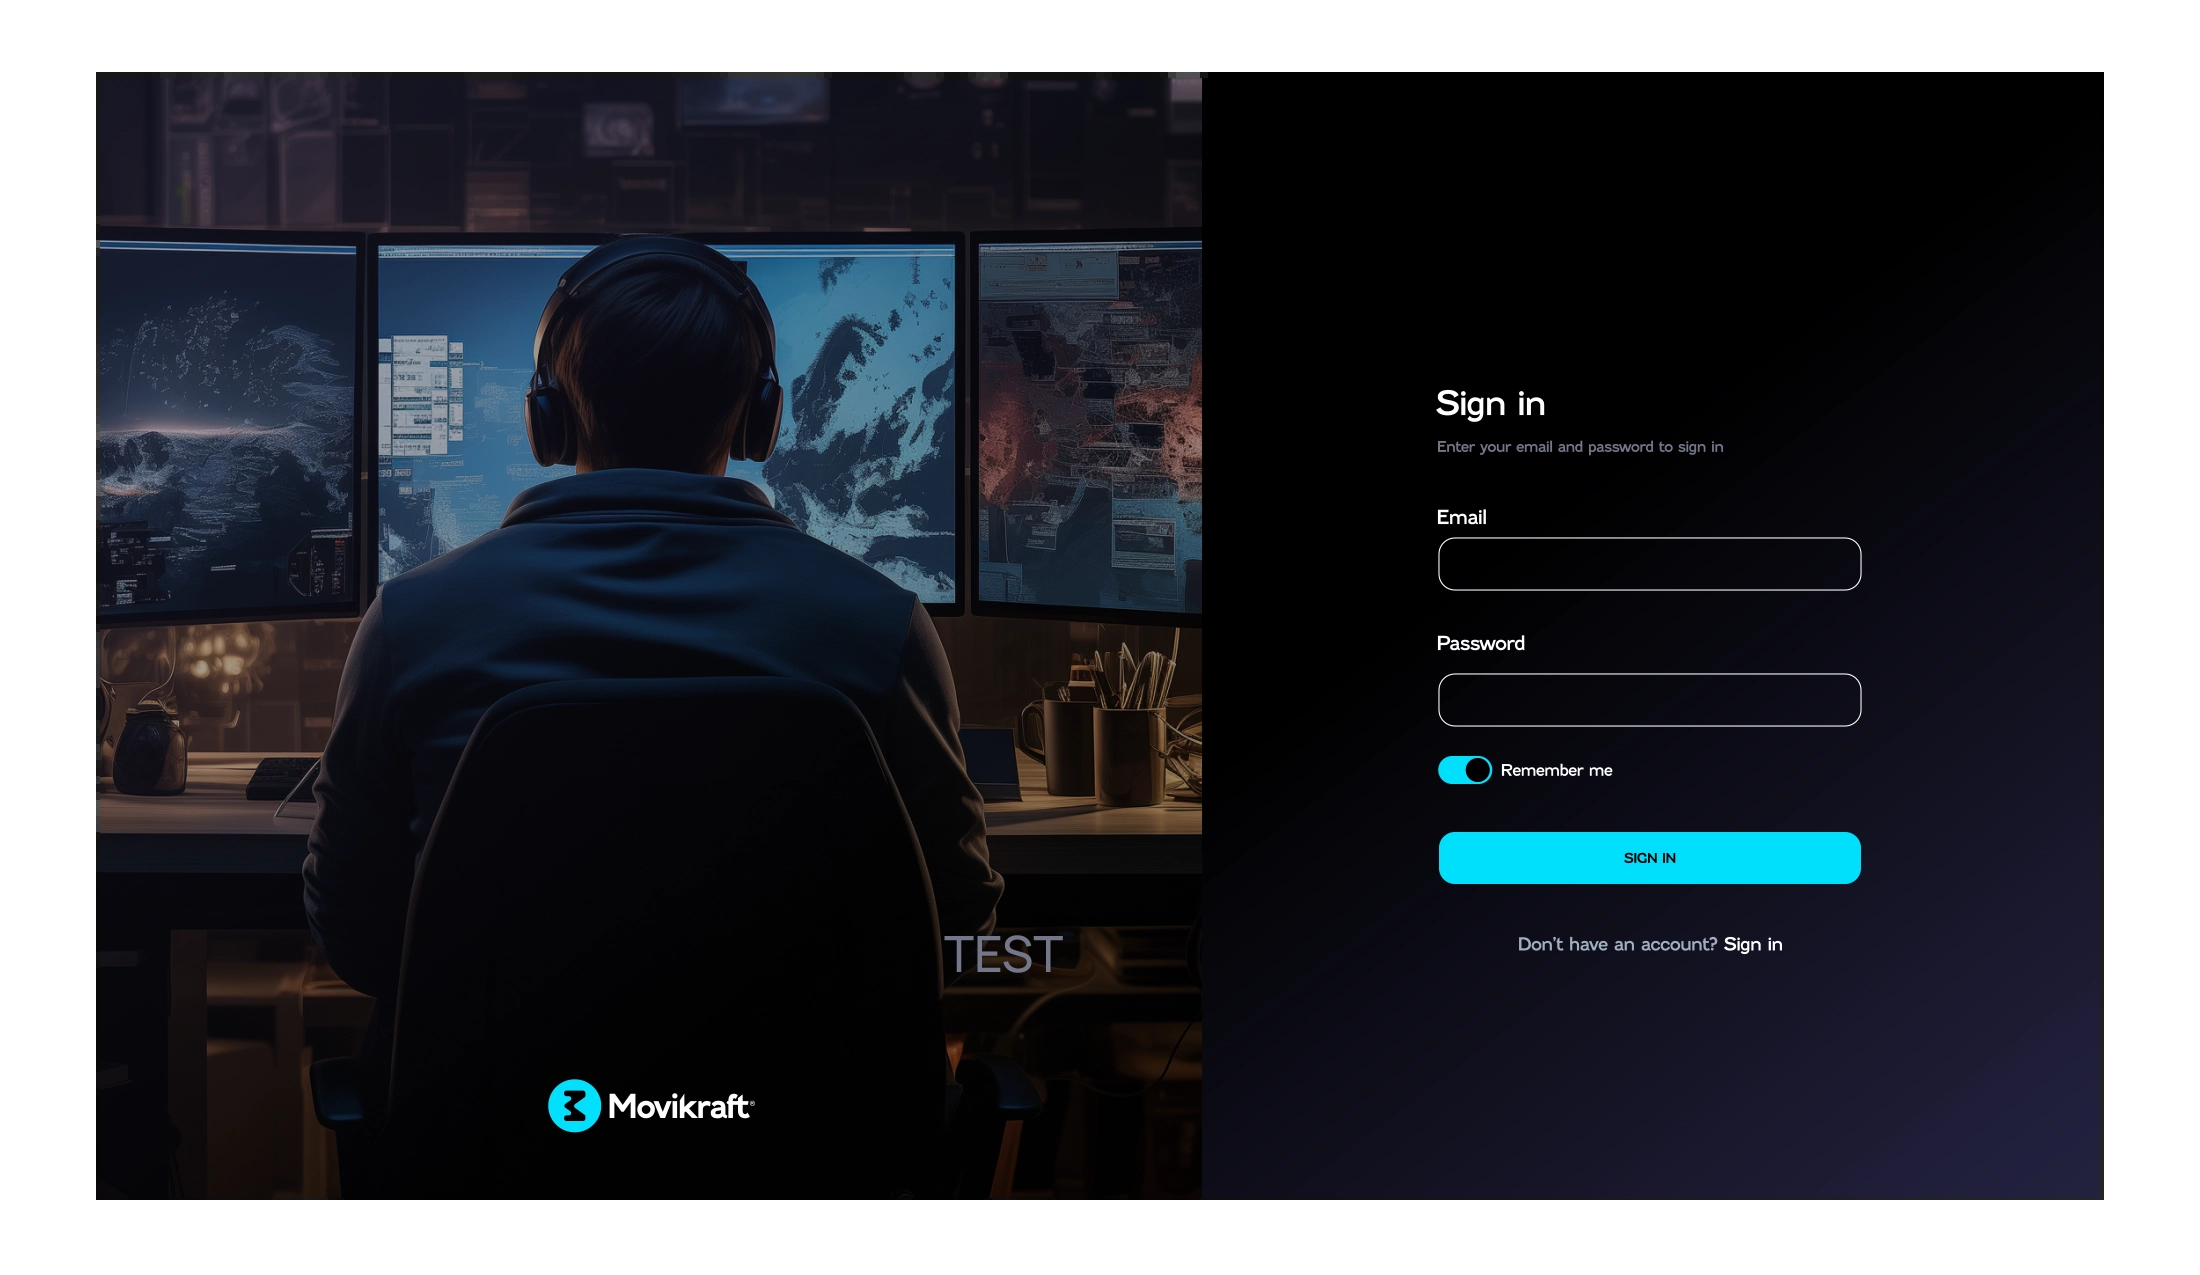 Sign in
Enter your email and password to sign in
Email
Password
Remember me
SIGN IN
Don't have an account? Sign in
TEST
Movikraft®